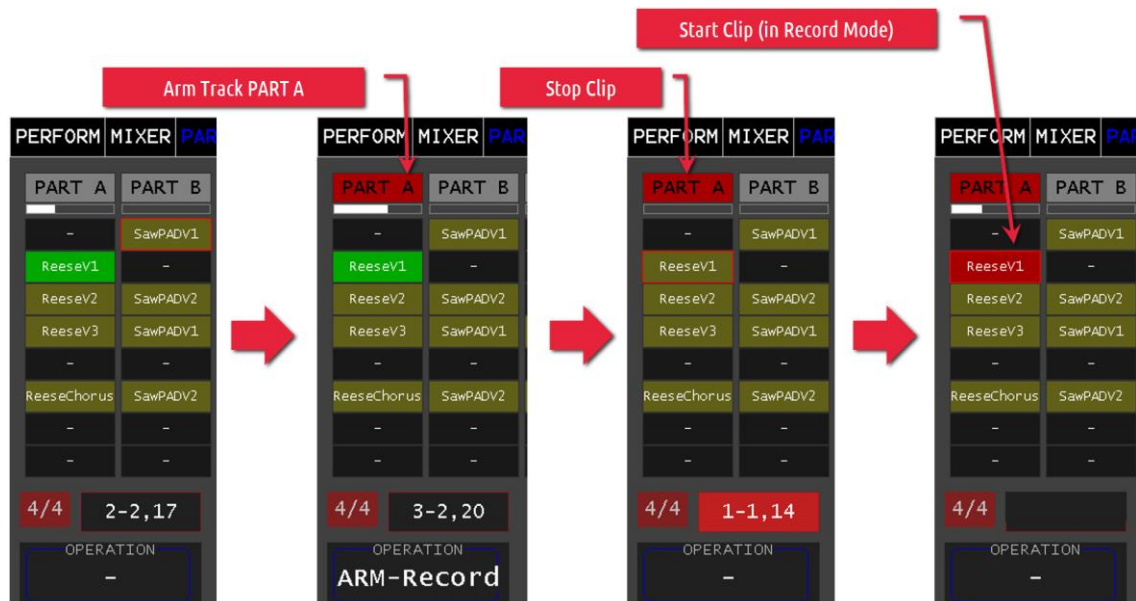 Start Clip (in Record Mode)
Arm Track PART A
Stop Clip
PERFORM MIXER PAR
PART A PART B
- SawPADV1
ReeseV1 -
ReeseV2 SawPADV2
ReeseV3 SawPADV1
- -
ReeseChorus SawPADV2
- -
- -
4/4 2-2,17
OPERATION
-
PERFORM MIXER PAR
PART A PART B
- SawPADV1
ReeseV1 -
ReeseV2 SawPADV2
ReeseV3 SawPADV1
- -
ReeseChorus SawPADV2
- -
- -
4/4 3-2,20
OPERATION
ARM-Record
PERFORM MIXER PAR
PART A PART B
- SawPADV1
ReeseV1 -
ReeseV2 SawPADV2
ReeseV3 SawPADV1
- -
ReeseChorus SawPADV2
- -
- -
4/4 1-1,14
OPERATION
-
PERFORM MIXER PAR
PART A PART B
- SawPADV1
ReeseV1 -
ReeseV2 SawPADV2
ReeseV3 SawPADV1
- -
ReeseChorus SawPADV2
- -
- -
4/4
OPERATION
-